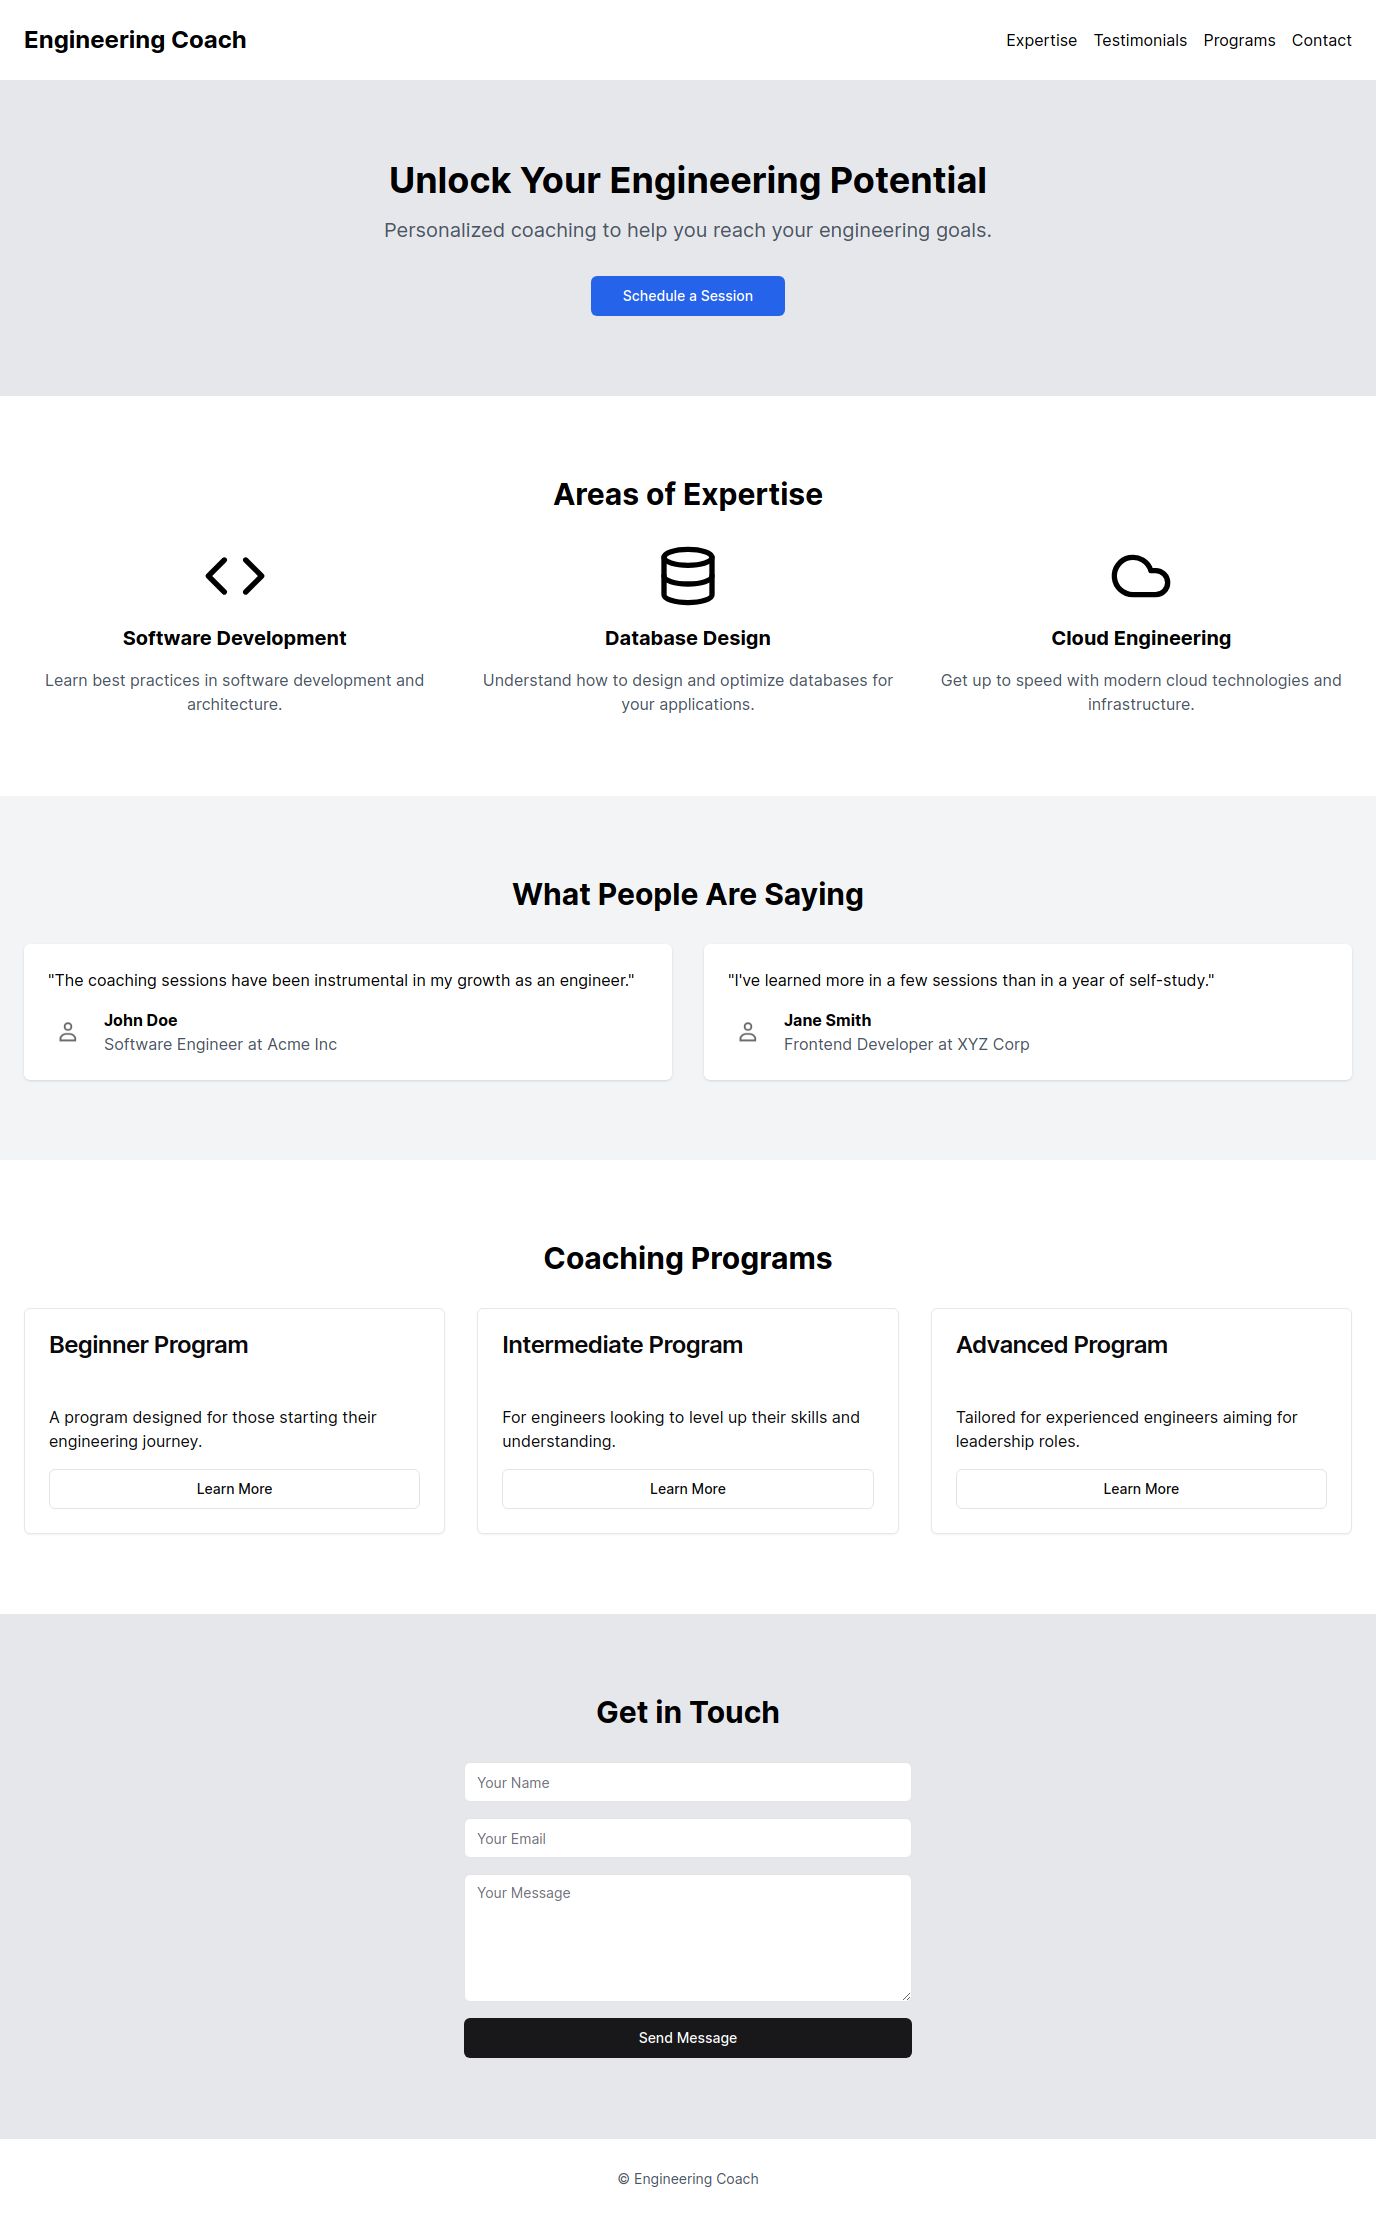 Engineering Coach
Expertise Testimonials Programs Contact
Unlock Your Engineering Potential
Personalized coaching to help you reach your engineering goals.
Schedule a Session
Areas of Expertise
Software Development
Learn best practices in software development and
architecture.
Database Design
Understand how to design and optimize databases for
your applications.
Cloud Engineering
Get up to speed with modern cloud technologies and
infrastructure.
What People Are Saying
"The coaching sessions have been instrumental in my growth as an engineer."
John Doe
Software Engineer at Acme Inc
"I've learned more in a few sessions than in a year of self-study."
Jane Smith
Frontend Developer at XYZ Corp
Coaching Programs
Beginner Program
A program designed for those starting their
engineering journey.
Learn More
Intermediate Program
For engineers looking to level up their skills and
understanding.
Learn More
Advanced Program
Tailored for experienced engineers aiming for
leadership roles.
Learn More
Get in Touch
Your Name
Your Email
Your Message
Send Message
© Engineering Coach